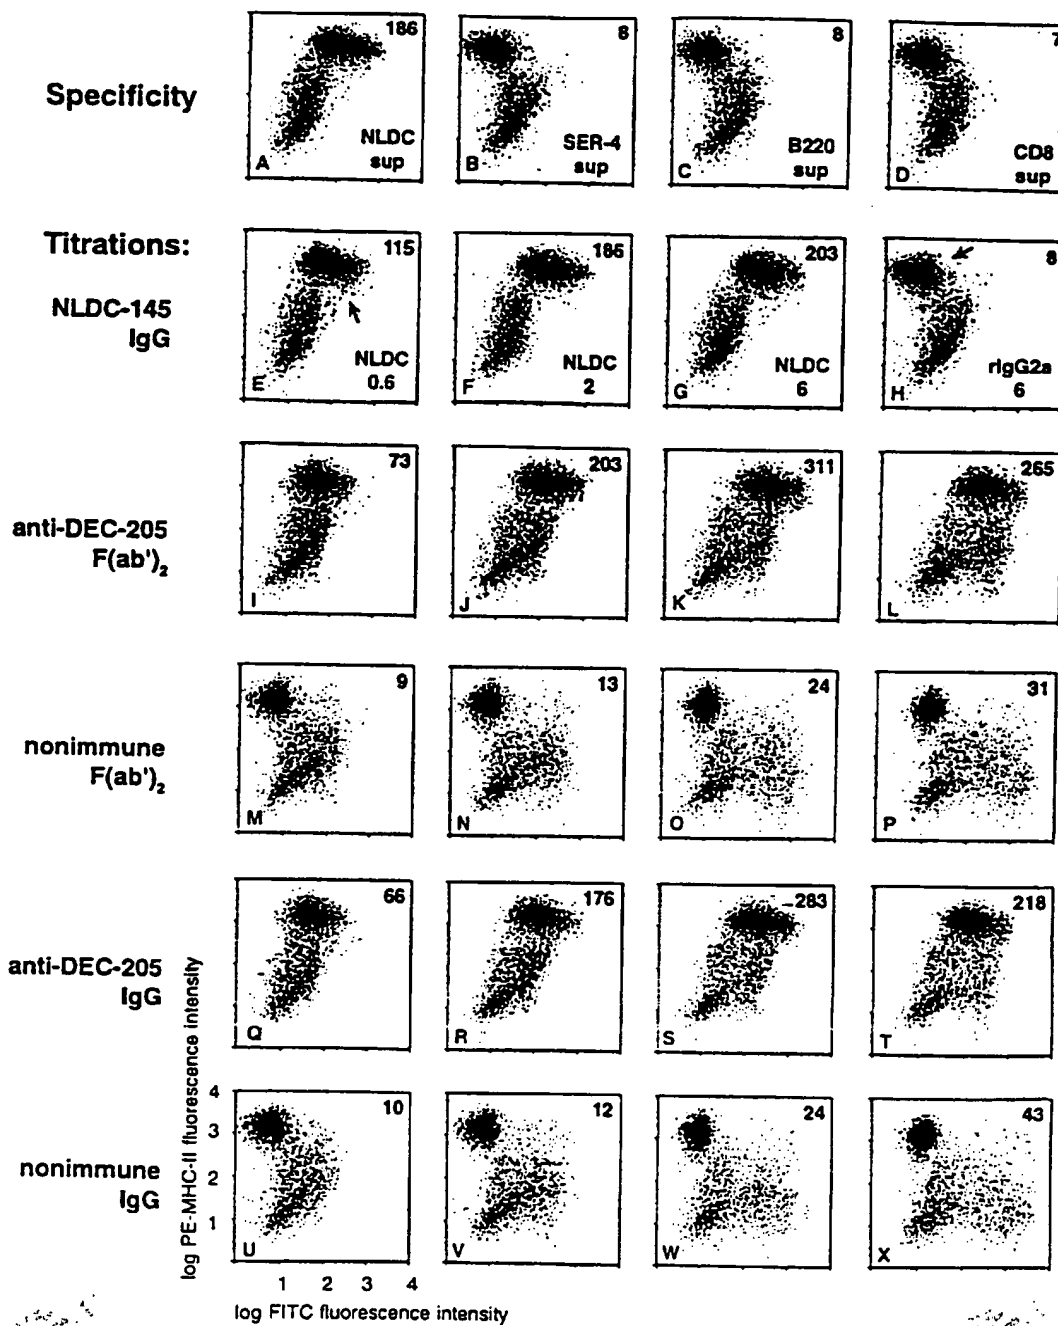 Specificity
186
NLDC
sup
A
8
SER-4
sup
B
8
B220
sup
C
7
CD8
sup
D
Titrations:
NLDC-145
IgG
115
NLDC
0.6
E
186
NLDC
2
F
203
NLDC
6
G
8
rIgG2a
6
H
anti-DEC-205
F(ab')₂
73
I
203
J
311
K
265
L
nonimmune
F(ab')₂
9
M
13
N
24
O
31
P
anti-DEC-205
IgG
66
Q
176
R
283
S
218
T
nonimmune
IgG
log PE-MHC-II fluorescence intensity
4
3
2
1
10
U
12
V
24
W
43
X
1 2 3 4
log FITC fluorescence intensity